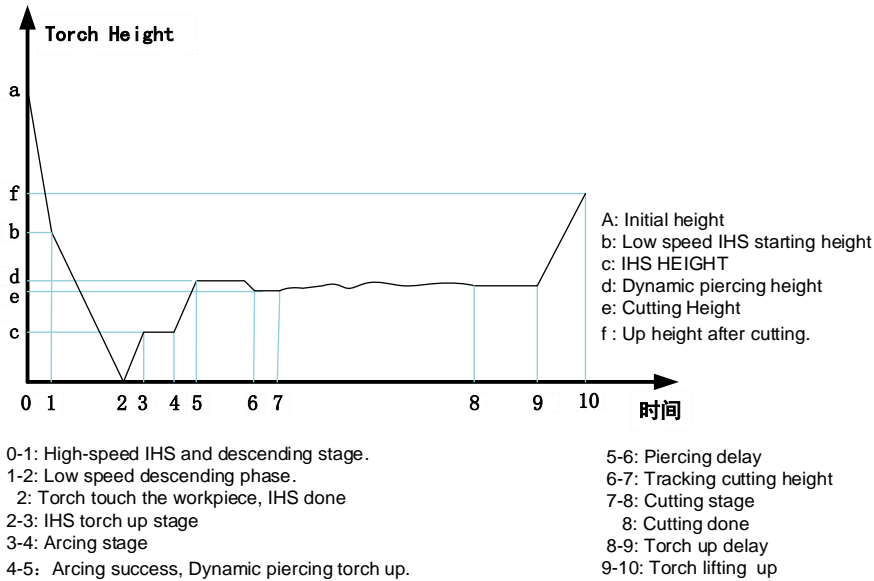 Torch Height
a
f
b
d
e
c
0 1 2 3 4 5 6 7 8 9 10
时间
A: Initial height
b: Low speed IHS starting height
c: IHS HEIGHT
d: Dynamic piercing height
e: Cutting Height
f : Up height after cutting.
0-1: High-speed IHS and descending stage.
1-2: Low speed descending phase.
2: Torch touch the workpiece, IHS done
2-3: IHS torch up stage
3-4: Arcing stage
4-5：Arcing success, Dynamic piercing torch up.
5-6: Piercing delay
6-7: Tracking cutting height
7-8: Cutting stage
8: Cutting done
8-9: Torch up delay
9-10: Torch lifting up